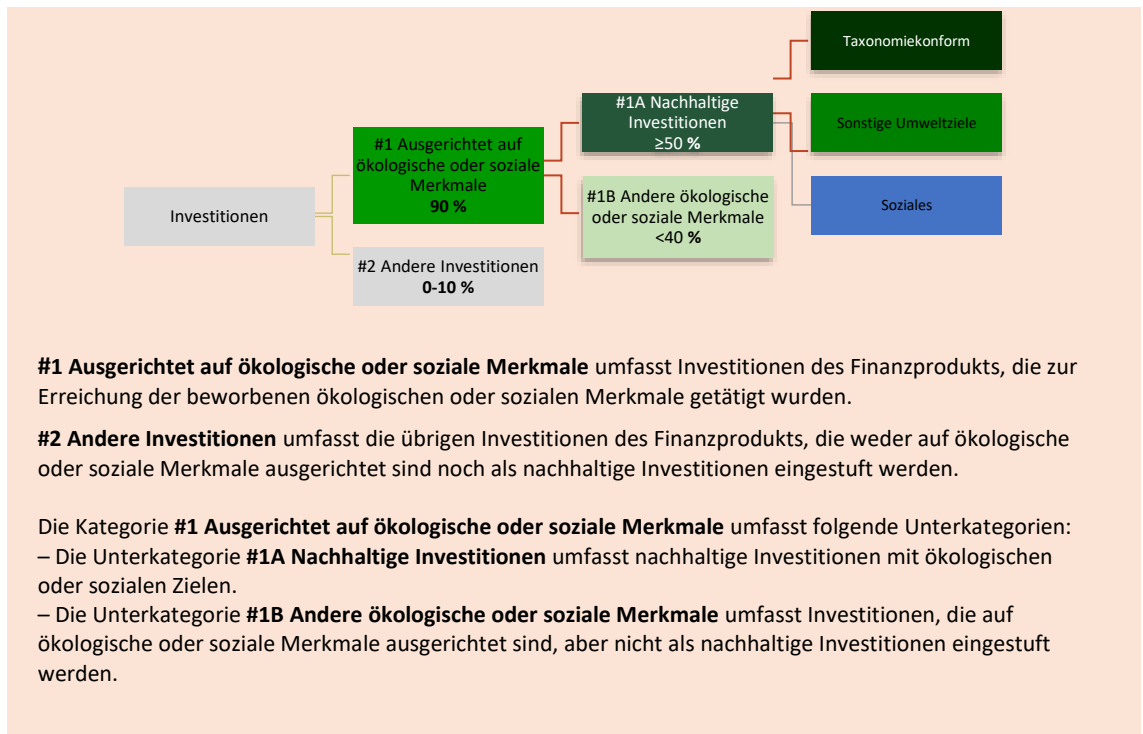 Taxonomiekonform
#1A Nachhaltige
Investitionen
≥50 %
Sonstige Umweltziele
#1 Ausgerichtet auf
ökologische oder soziale
Merkmale
90 %
#1B Andere ökologische
oder soziale Merkmale
<40 %
Soziales
Investitionen
#2 Andere Investitionen
0-10 %
#1 Ausgerichtet auf ökologische oder soziale Merkmale umfasst Investitionen des Finanzprodukts, die zur
Erreichung der beworbenen ökologischen oder sozialen Merkmale getätigt wurden.
#2 Andere Investitionen umfasst die übrigen Investitionen des Finanzprodukts, die weder auf ökologische
oder soziale Merkmale ausgerichtet sind noch als nachhaltige Investitionen eingestuft werden.
Die Kategorie #1 Ausgerichtet auf ökologische oder soziale Merkmale umfasst folgende Unterkategorien:
– Die Unterkategorie #1A Nachhaltige Investitionen umfasst nachhaltige Investitionen mit ökologischen
oder sozialen Zielen.
– Die Unterkategorie #1B Andere ökologische oder soziale Merkmale umfasst Investitionen, die auf
ökologische oder soziale Merkmale ausgerichtet sind, aber nicht als nachhaltige Investitionen eingestuft
werden.